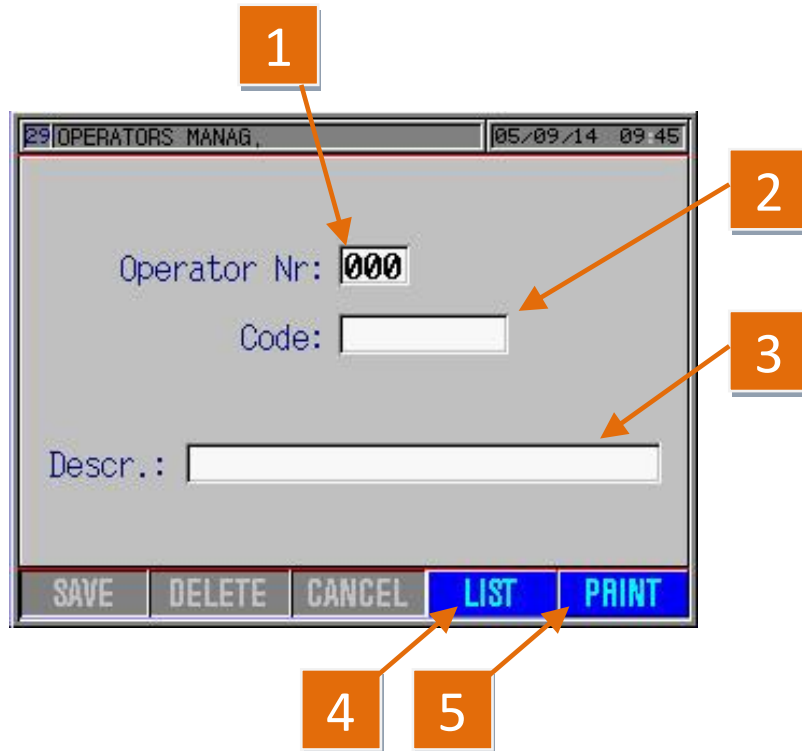 1
29 OPERATORS MANAG. 05/09/14 09:45
2
Operator Nr: 000
Code:
3
Descr.:
SAVE DELETE CANCEL LIST PRINT
4 5